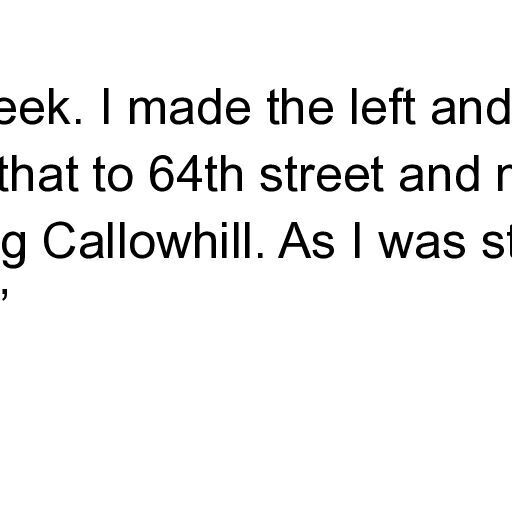 eek. I made the left and
that to 64th street and
g Callowhill. As I was st
’